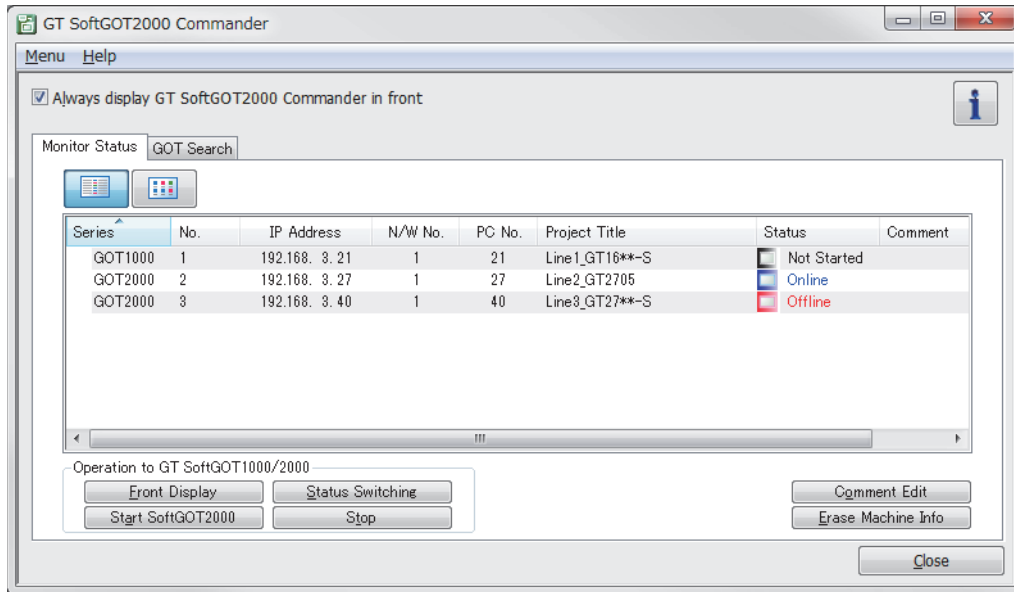 GT SoftGOT2000 Commander
Menu Help
Always display GT SoftGOT2000 Commander in front
Monitor Status GOT Search
Series No. IP Address N/W No. PC No. Project Title Status Comment
GOT1000 1 192.168. 3. 21 1 21 Line1_GT16**-S Not Started
GOT2000 2 192.168. 3. 27 1 27 Line2_GT2705 Online
GOT2000 3 192.168. 3. 40 1 40 Line3_GT27**-S Offline
Operation to GT SoftGOT1000/2000
Front Display Status Switching Comment Edit
Start SoftGOT2000 Stop Erase Machine Info
Close